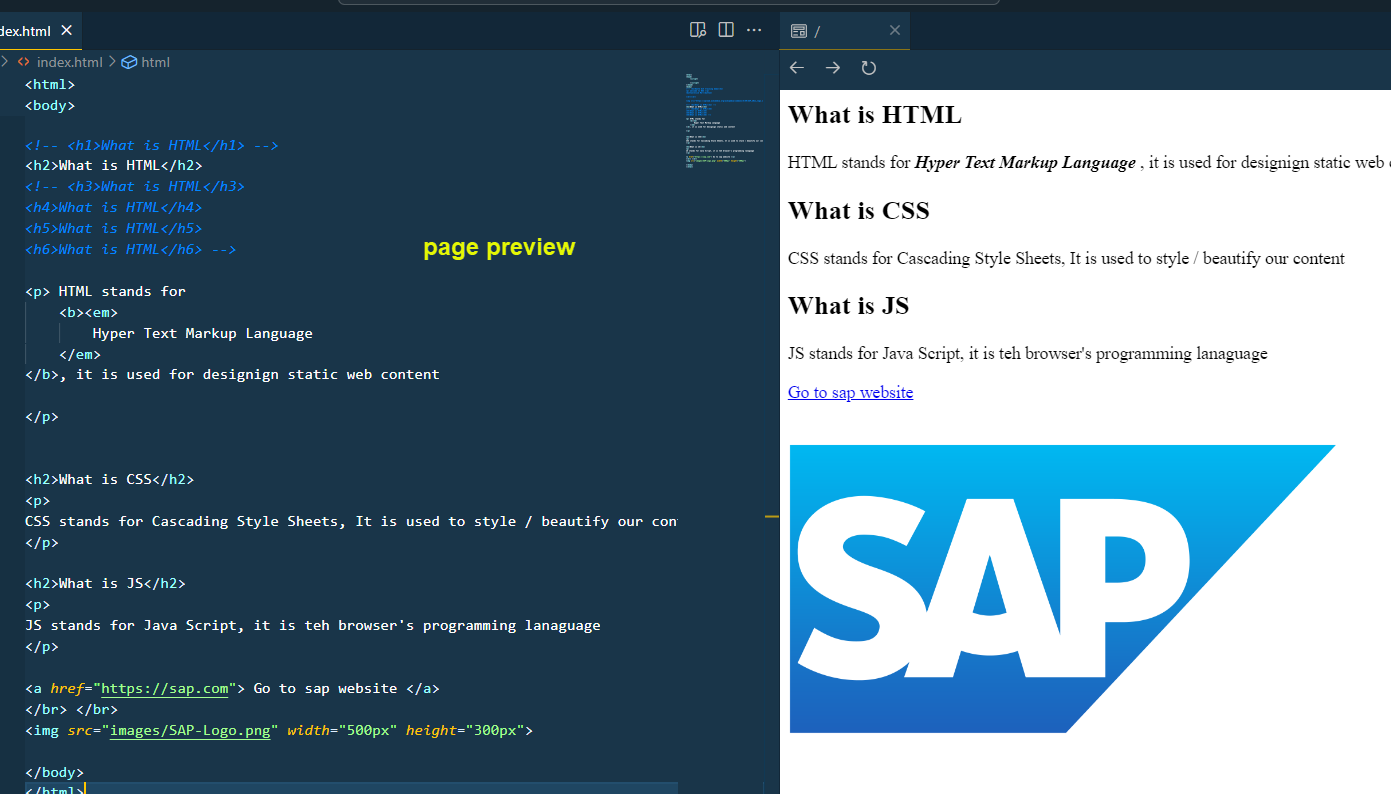 dex.html
index.html html
<html>
<body>
<!-- <h1>What is HTML</h1> -->
<h2>What is HTML</h2>
<!-- <h3>What is HTML</h3>
<h4>What is HTML</h4>
<h5>What is HTML</h5>
<h6>What is HTML</h6> -->
page preview
<p> HTML stands for
<b><em>
Hyper Text Markup Language
</em>
</b>, it is used for designign static web content
</p>
<h2>What is CSS</h2>
<p>
CSS stands for Cascading Style Sheets, It is used to style / beautify our con
</p>
<h2>What is JS</h2>
<p>
JS stands for Java Script, it is teh browser's programming lanaguage
</p>
<a href="https://sap.com"> Go to sap website </a>
</br> </br>
<img src="images/SAP-Logo.png" width="500px" height="300px">
</body>
</html>
/
What is HTML
HTML stands for Hyper Text Markup Language , it is used for designign static web
What is CSS
CSS stands for Cascading Style Sheets, It is used to style / beautify our content
What is JS
JS stands for Java Script, it is teh browser's programming lanaguage
Go to sap website
SAP